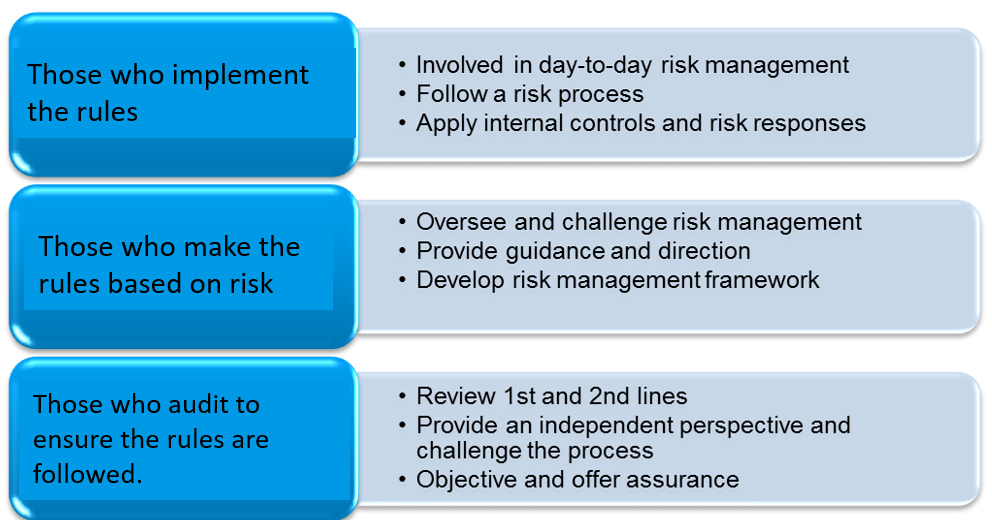 Those who implement
the rules
• Involved in day-to-day risk management
• Follow a risk process
• Apply internal controls and risk responses
Those who make the
rules based on risk
• Oversee and challenge risk management
• Provide guidance and direction
• Develop risk management framework
Those who audit to
ensure the rules are
followed.
• Review 1st and 2nd lines
• Provide an independent perspective and
challenge the process
• Objective and offer assurance